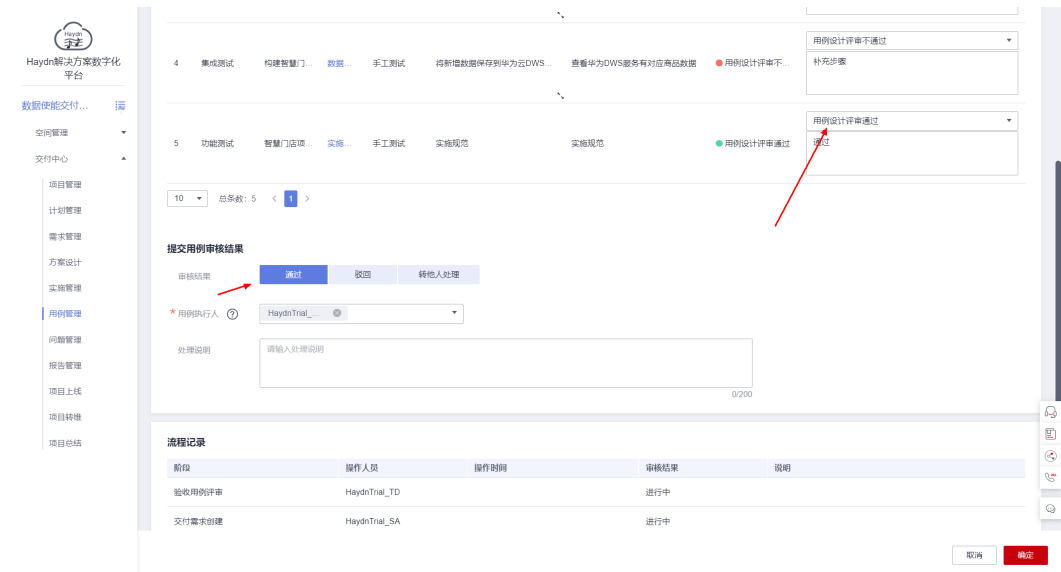 Haydn
Haydn解决方案数字化
平台
数据使能交付...
空间管理
交付中心
项目管理
计划管理
需求管理
方案设计
实施管理
用例管理
问题管理
报告管理
项目上线
项目转维
项目总结
用例设计评审不通过
4 集成测试 构建智慧门... 数据... 手工测试 将新增数据保存到华为云DWS... 查看华为DWS服务有对应商品数据 用例设计评审不... 补充步骤
用例设计评审通过
5 功能测试 智慧门店项... 实施... 手工测试 实施规范 实施规范 用例设计评审通过 通过
10 总条数: 5 < 1 >
提交用例审核结果
审核结果 通过 驳回 转他人处理
* 用例执行人 ? HaydnTrial_...
处理说明 请输入处理说明
0/200
流程记录
阶段 操作人员 操作时间 审核结果 说明
验收用例评审 HaydnTrial_TD 进行中
交付需求创建 HaydnTrial_SA 进行中
取消 确定